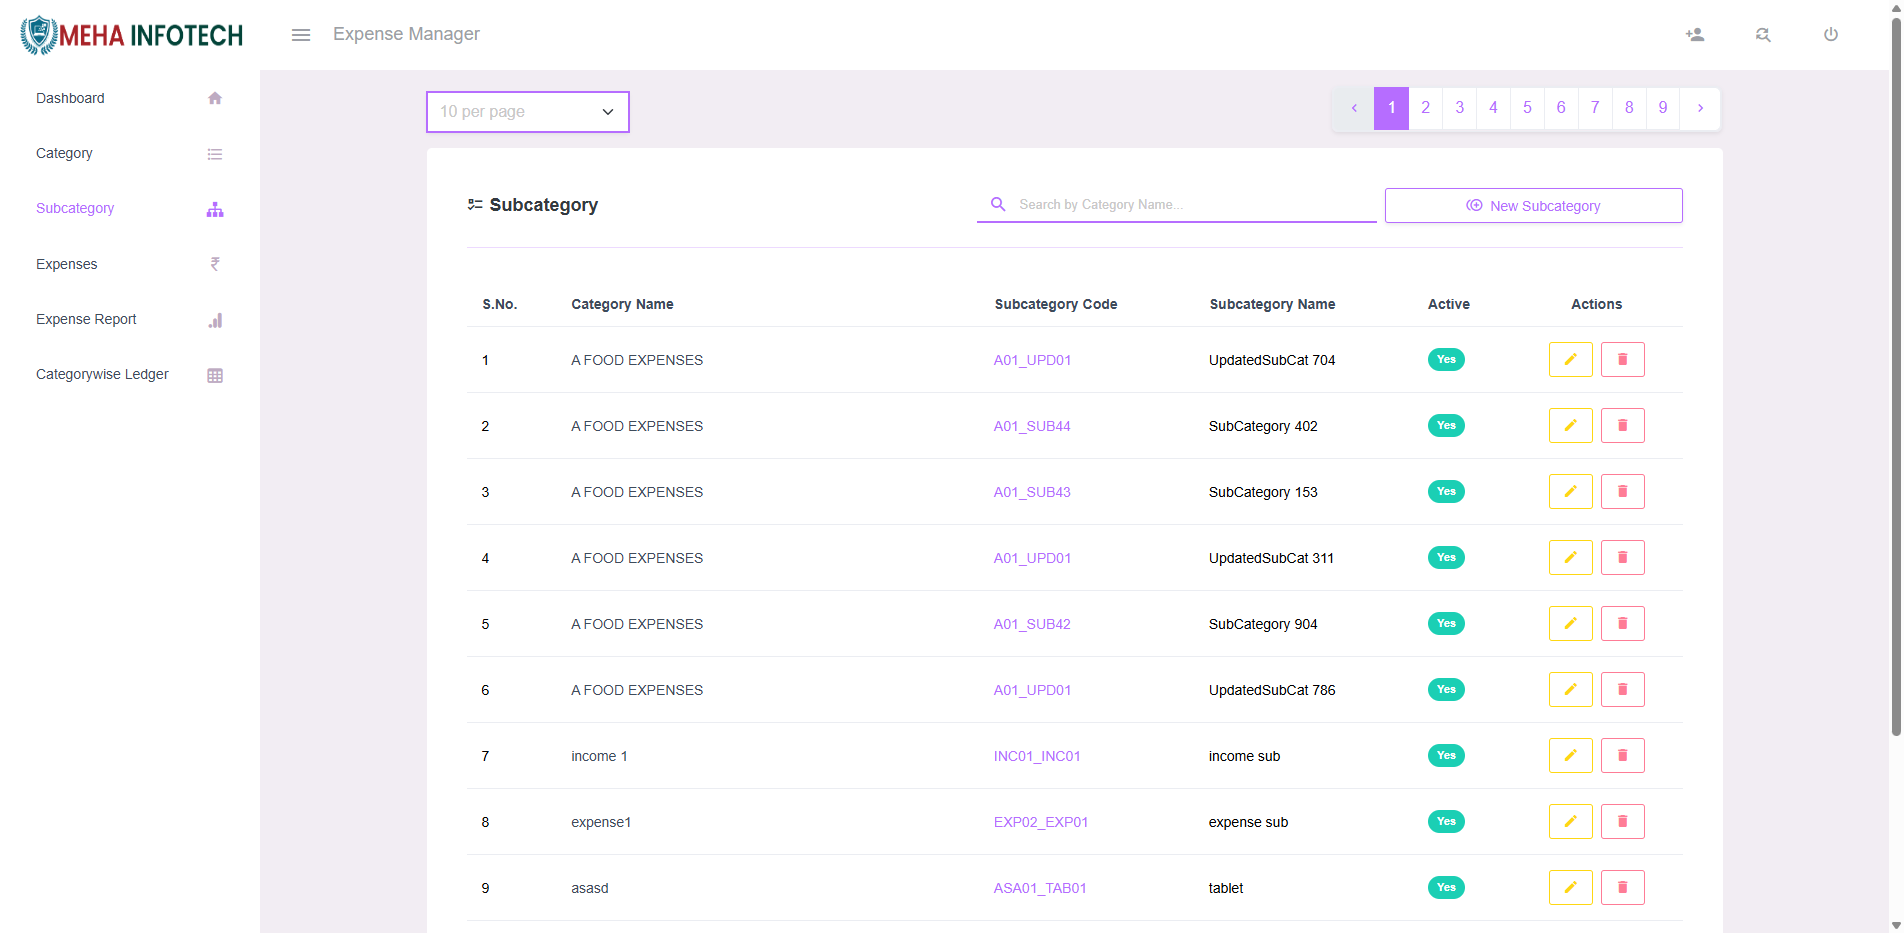 MEHA INFOTECH
Expense Manager
Dashboard
Category
Subcategory
Expenses
₹
Expense Report
Categorywise Ledger
10 per page
‹ 1 2 3 4 5 6 7 8 9 ›
Subcategory
Search by Category Name...
New Subcategory
S.No. Category Name Subcategory Code Subcategory Name Active Actions
1 A FOOD EXPENSES A01_UPD01 UpdatedSubCat 704 Yes
2 A FOOD EXPENSES A01_SUB44 SubCategory 402 Yes
3 A FOOD EXPENSES A01_SUB43 SubCategory 153 Yes
4 A FOOD EXPENSES A01_UPD01 UpdatedSubCat 311 Yes
5 A FOOD EXPENSES A01_SUB42 SubCategory 904 Yes
6 A FOOD EXPENSES A01_UPD01 UpdatedSubCat 786 Yes
7 income 1 INC01_INC01 income sub Yes
8 expense1 EXP02_EXP01 expense sub Yes
9 asasd ASA01_TAB01 tablet Yes